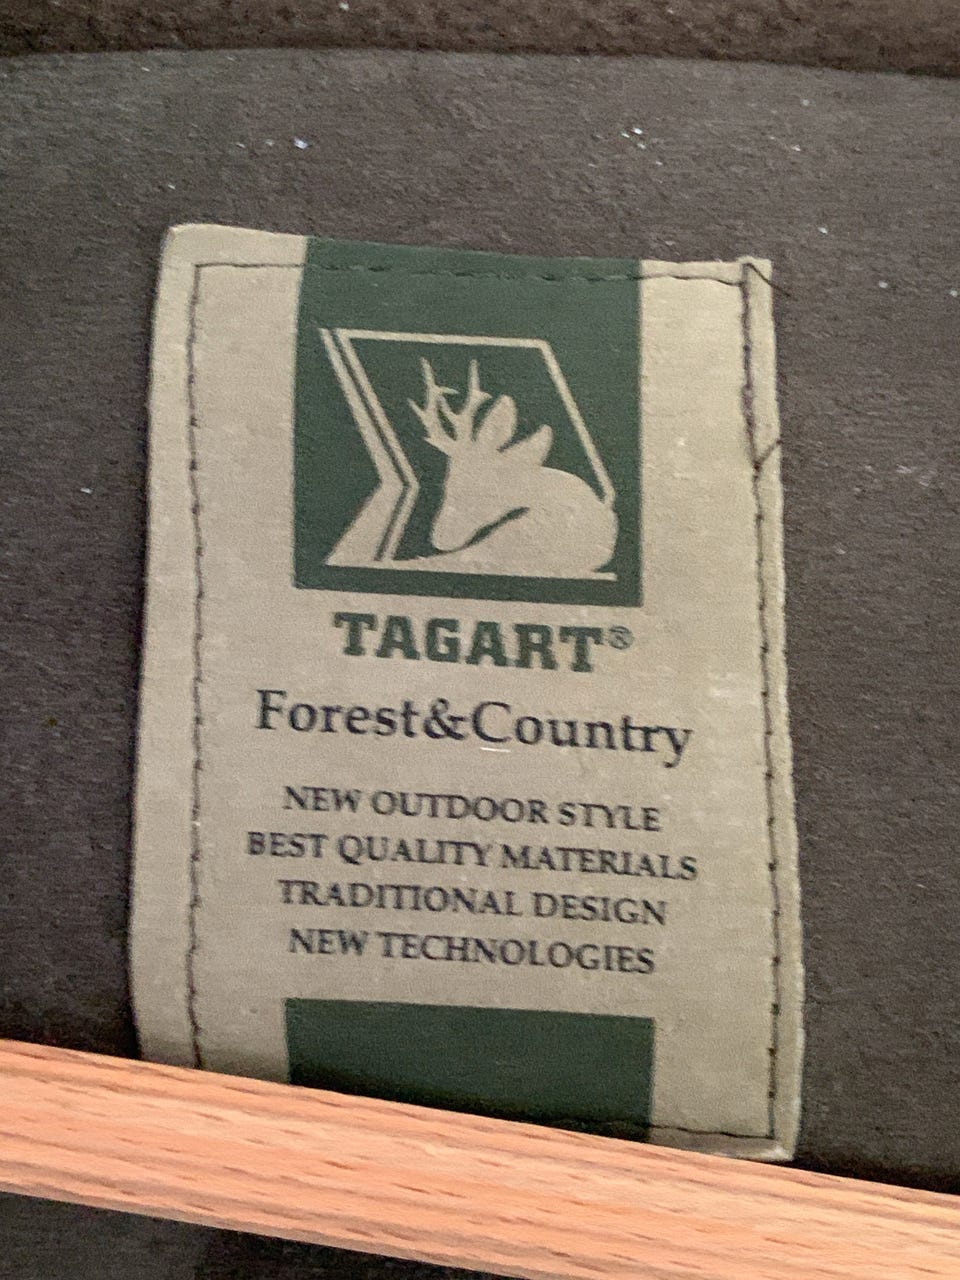 TAGART®
Forest&Country
NEW OUTDOOR STYLE
BEST QUALITY MATERIALS
TRADITIONAL DESIGN
NEW TECHNOLOGIES